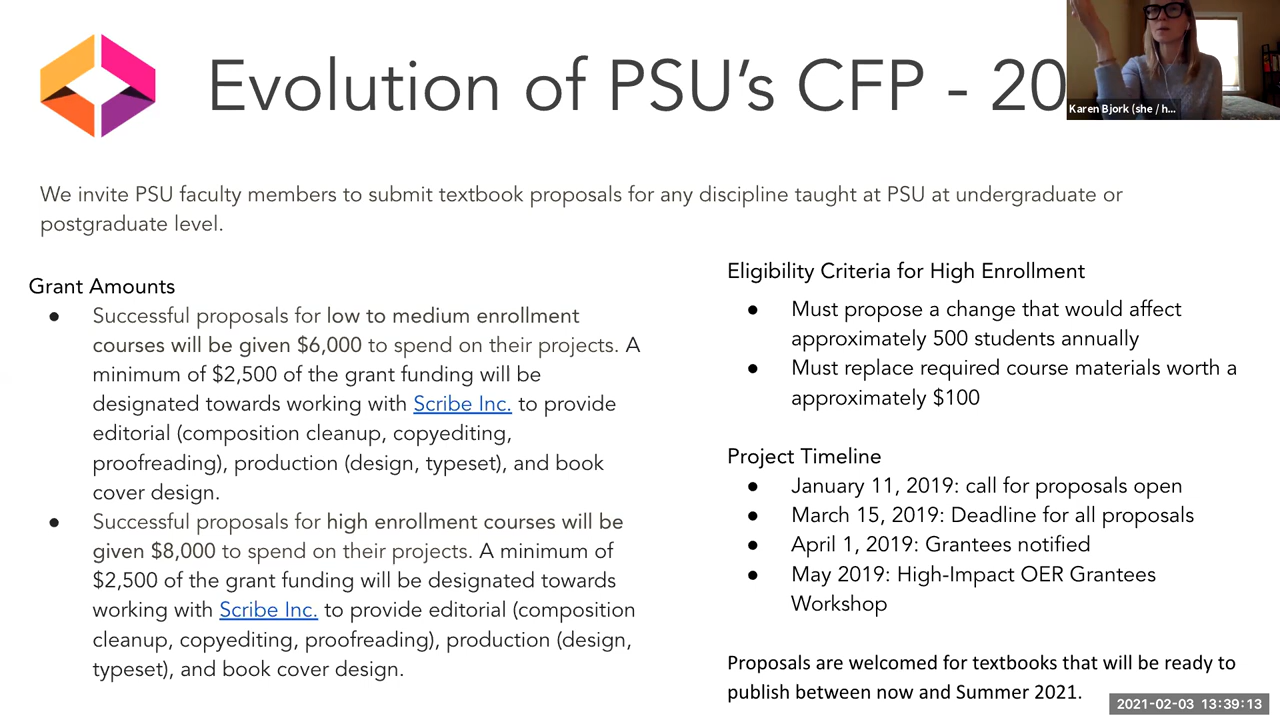 Evolution of PSU's CFP - 20
Karen Bjork (she / h...
We invite PSU faculty members to submit textbook proposals for any discipline taught at PSU at undergraduate or
postgraduate level.
Grant Amounts
● Successful proposals for low to medium enrollment
courses will be given $6,000 to spend on their projects. A
minimum of $2,500 of the grant funding will be
designated towards working with Scribe Inc. to provide
editorial (composition cleanup, copyediting,
proofreading), production (design, typeset), and book
cover design.
● Successful proposals for high enrollment courses will be
given $8,000 to spend on their projects. A minimum of
$2,500 of the grant funding will be designated towards
working with Scribe Inc. to provide editorial (composition
cleanup, copyediting, proofreading), production (design,
typeset), and book cover design.
Eligibility Criteria for High Enrollment
● Must propose a change that would affect
approximately 500 students annually
● Must replace required course materials worth a
approximately $100
Project Timeline
● January 11, 2019: call for proposals open
● March 15, 2019: Deadline for all proposals
● April 1, 2019: Grantees notified
● May 2019: High-Impact OER Grantees
Workshop
Proposals are welcomed for textbooks that will be ready to
publish between now and Summer 2021.
2021-02-03 13:39:13